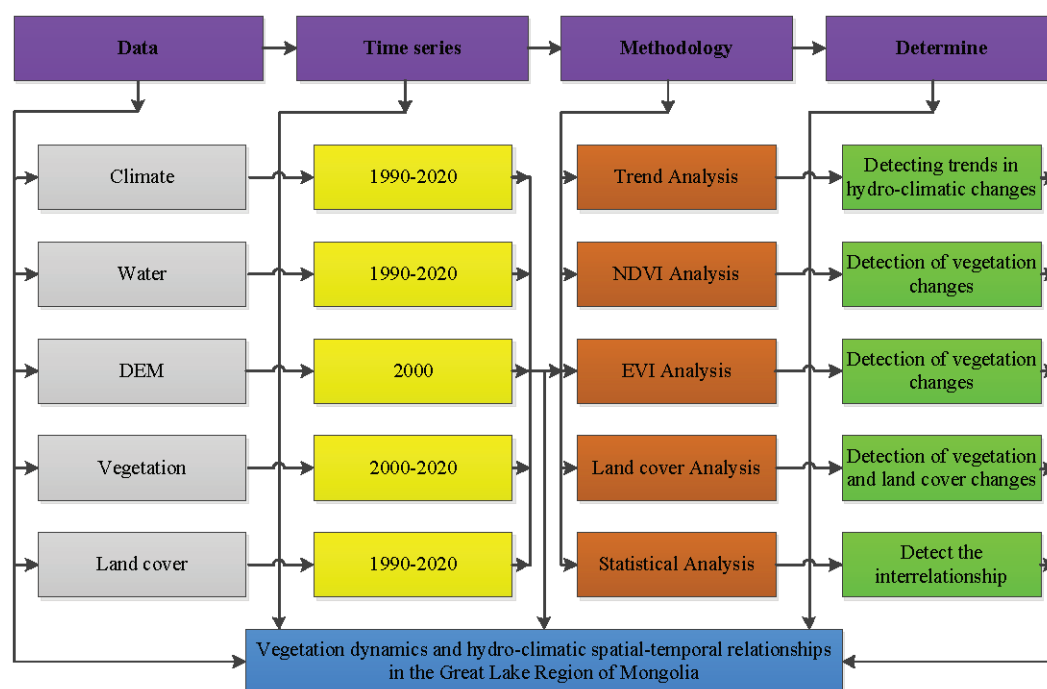 Data
Time series
Methodology
Determine
Climate
1990-2020
Trend Analysis
Detecting trends in
hydro-climatic changes
Water
1990-2020
NDVI Analysis
Detection of vegetation
changes
DEM
2000
EVI Analysis
Detection of vegetation
changes
Vegetation
2000-2020
Land cover Analysis
Detection of vegetation
and land cover changes
Land cover
1990-2020
Statistical Analysis
Detect the
interrelationship
Vegetation dynamics and hydro-climatic spatial-temporal relationships
in the Great Lake Region of Mongolia